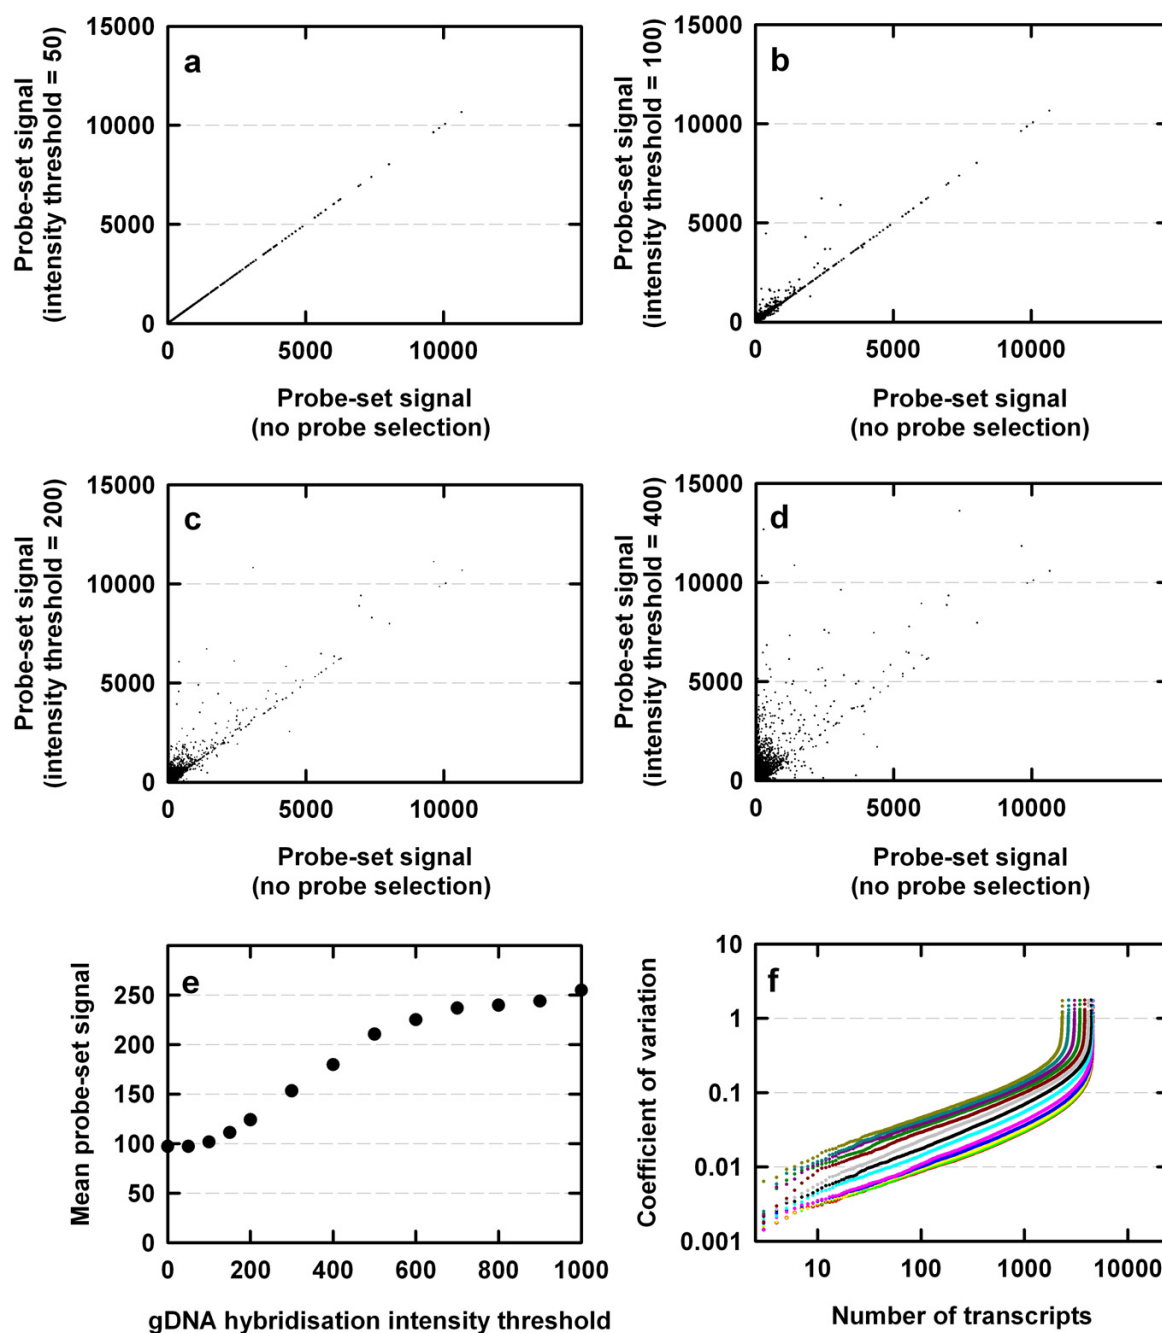 a
Probe-set signal
(intensity threshold = 50)
15000
10000
5000
0
0 5000 10000
Probe-set signal
(no probe selection)
b
Probe-set signal
(intensity threshold = 100)
15000
10000
5000
0
0 5000 10000
Probe-set signal
(no probe selection)
c
Probe-set signal
(intensity threshold = 200)
15000
10000
5000
0
0 5000 10000
Probe-set signal
(no probe selection)
d
Probe-set signal
(intensity threshold = 400)
15000
10000
5000
0
0 5000 10000
Probe-set signal
(no probe selection)
e
Mean probe-set signal
250
200
150
100
50
0
0 200 400 600 800 1000
gDNA hybridisation intensity threshold
f
Coefficient of variation
10
1
0.1
0.01
0.001
10 100 1000 10000
Number of transcripts